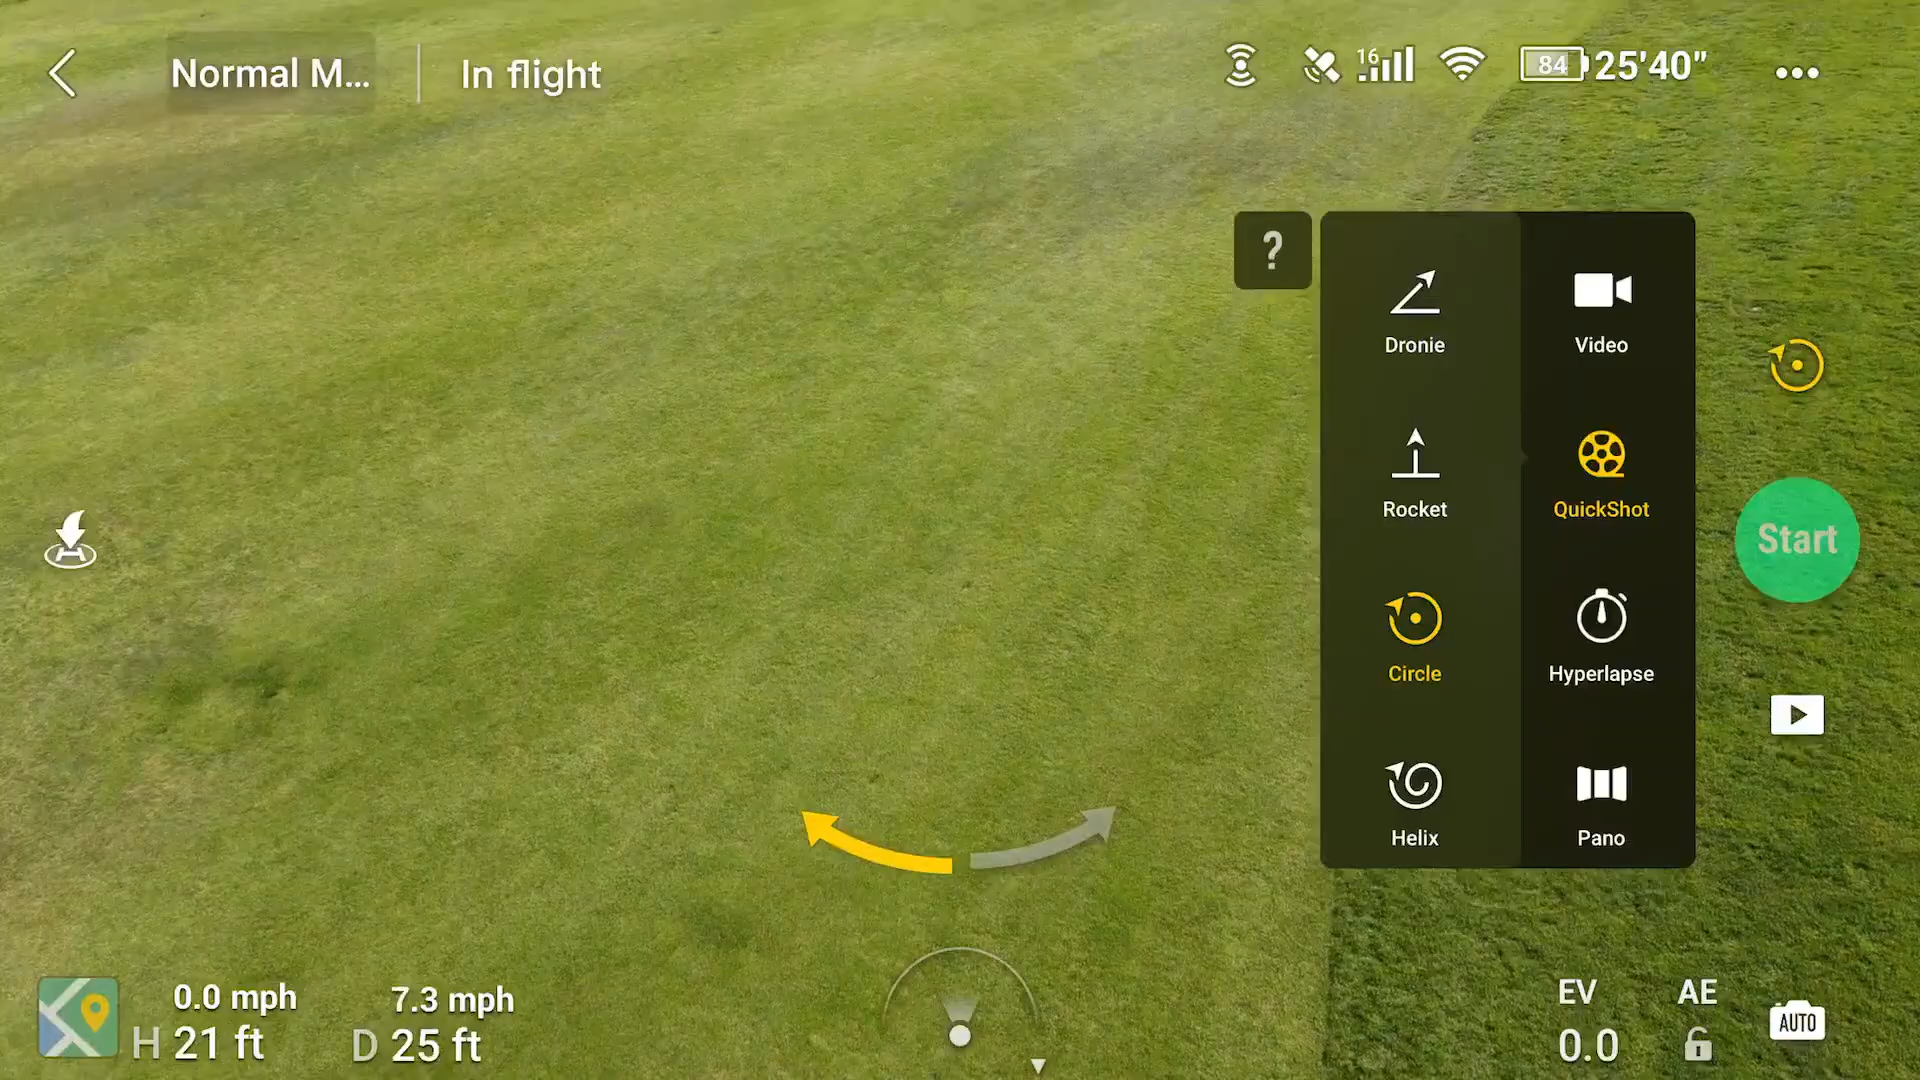 Normal M... | In flight
16
84 25'40"
?
Dronie
Video
Rocket
QuickShot
Start
Circle
Hyperlapse
Helix
Pano
0.0 mph
7.3 mph
H 21 ft
D 25 ft
EV
AE
0.0
AUTO